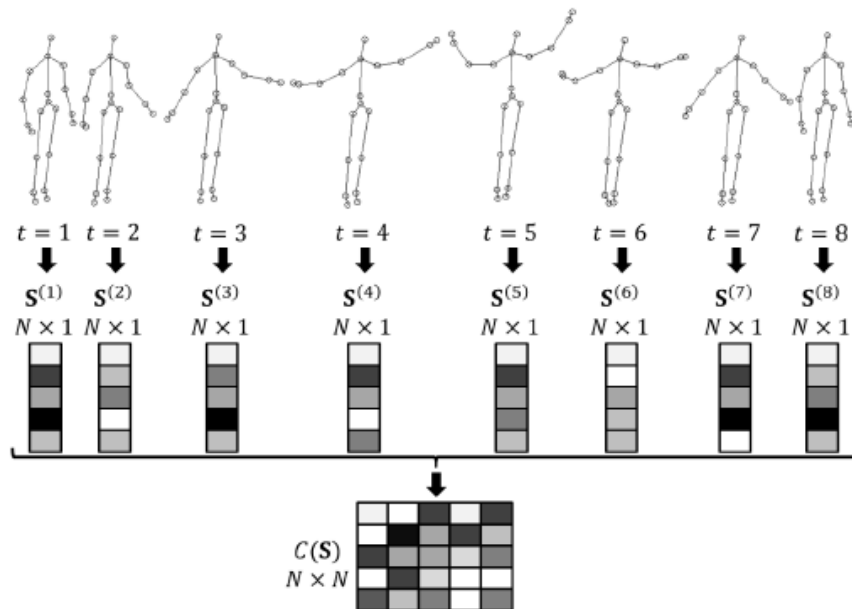 t = 1 t = 2 t = 3 t = 4 t = 5 t = 6 t = 7 t = 8
S⁽¹⁾ S⁽²⁾ S⁽³⁾ S⁽⁴⁾ S⁽⁵⁾ S⁽⁶⁾ S⁽⁷⁾ S⁽⁸⁾
N × 1 N × 1 N × 1 N × 1 N × 1 N × 1 N × 1 N × 1
C(S)
N × N